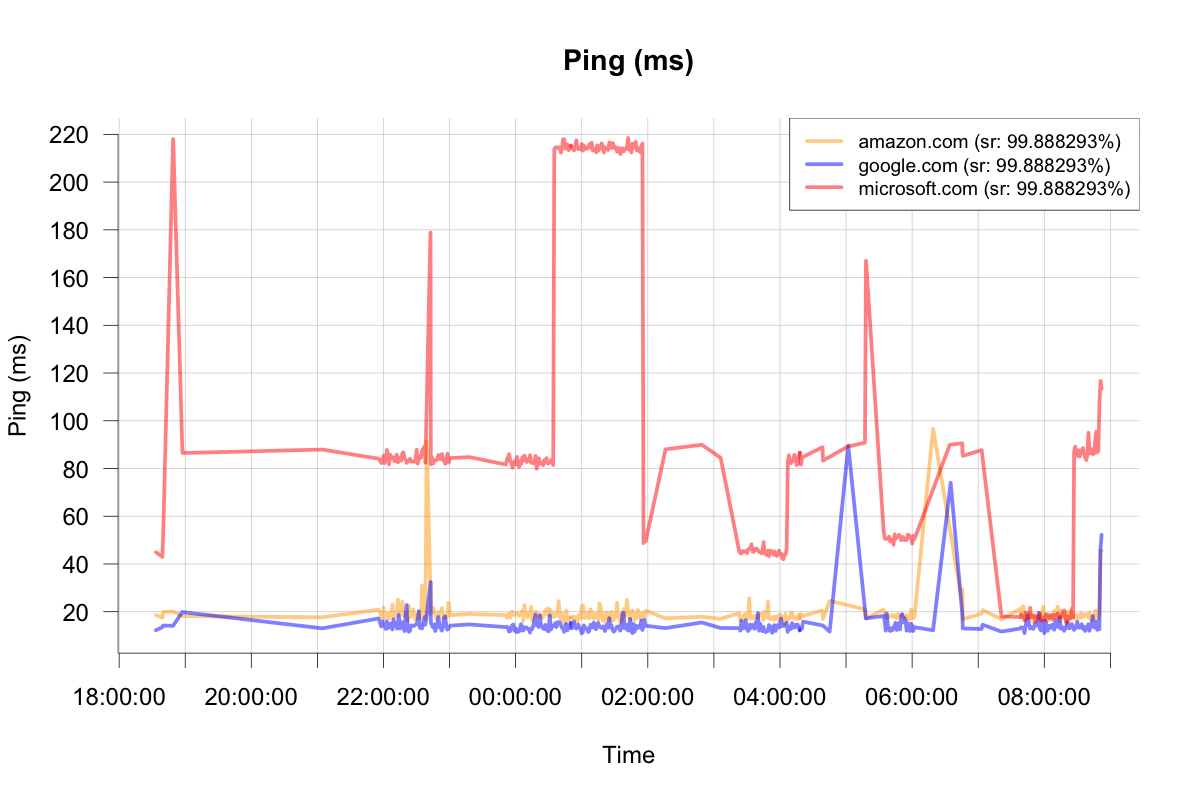 Ping (ms)
amazon.com (sr: 99.888293%)
google.com (sr: 99.888293%)
microsoft.com (sr: 99.888293%)
220
200
180
160
140
120
100
80
60
40
20
Ping (ms)
18:00:00 20:00:00 22:00:00 00:00:00 02:00:00 04:00:00 06:00:00 08:00:00
Time